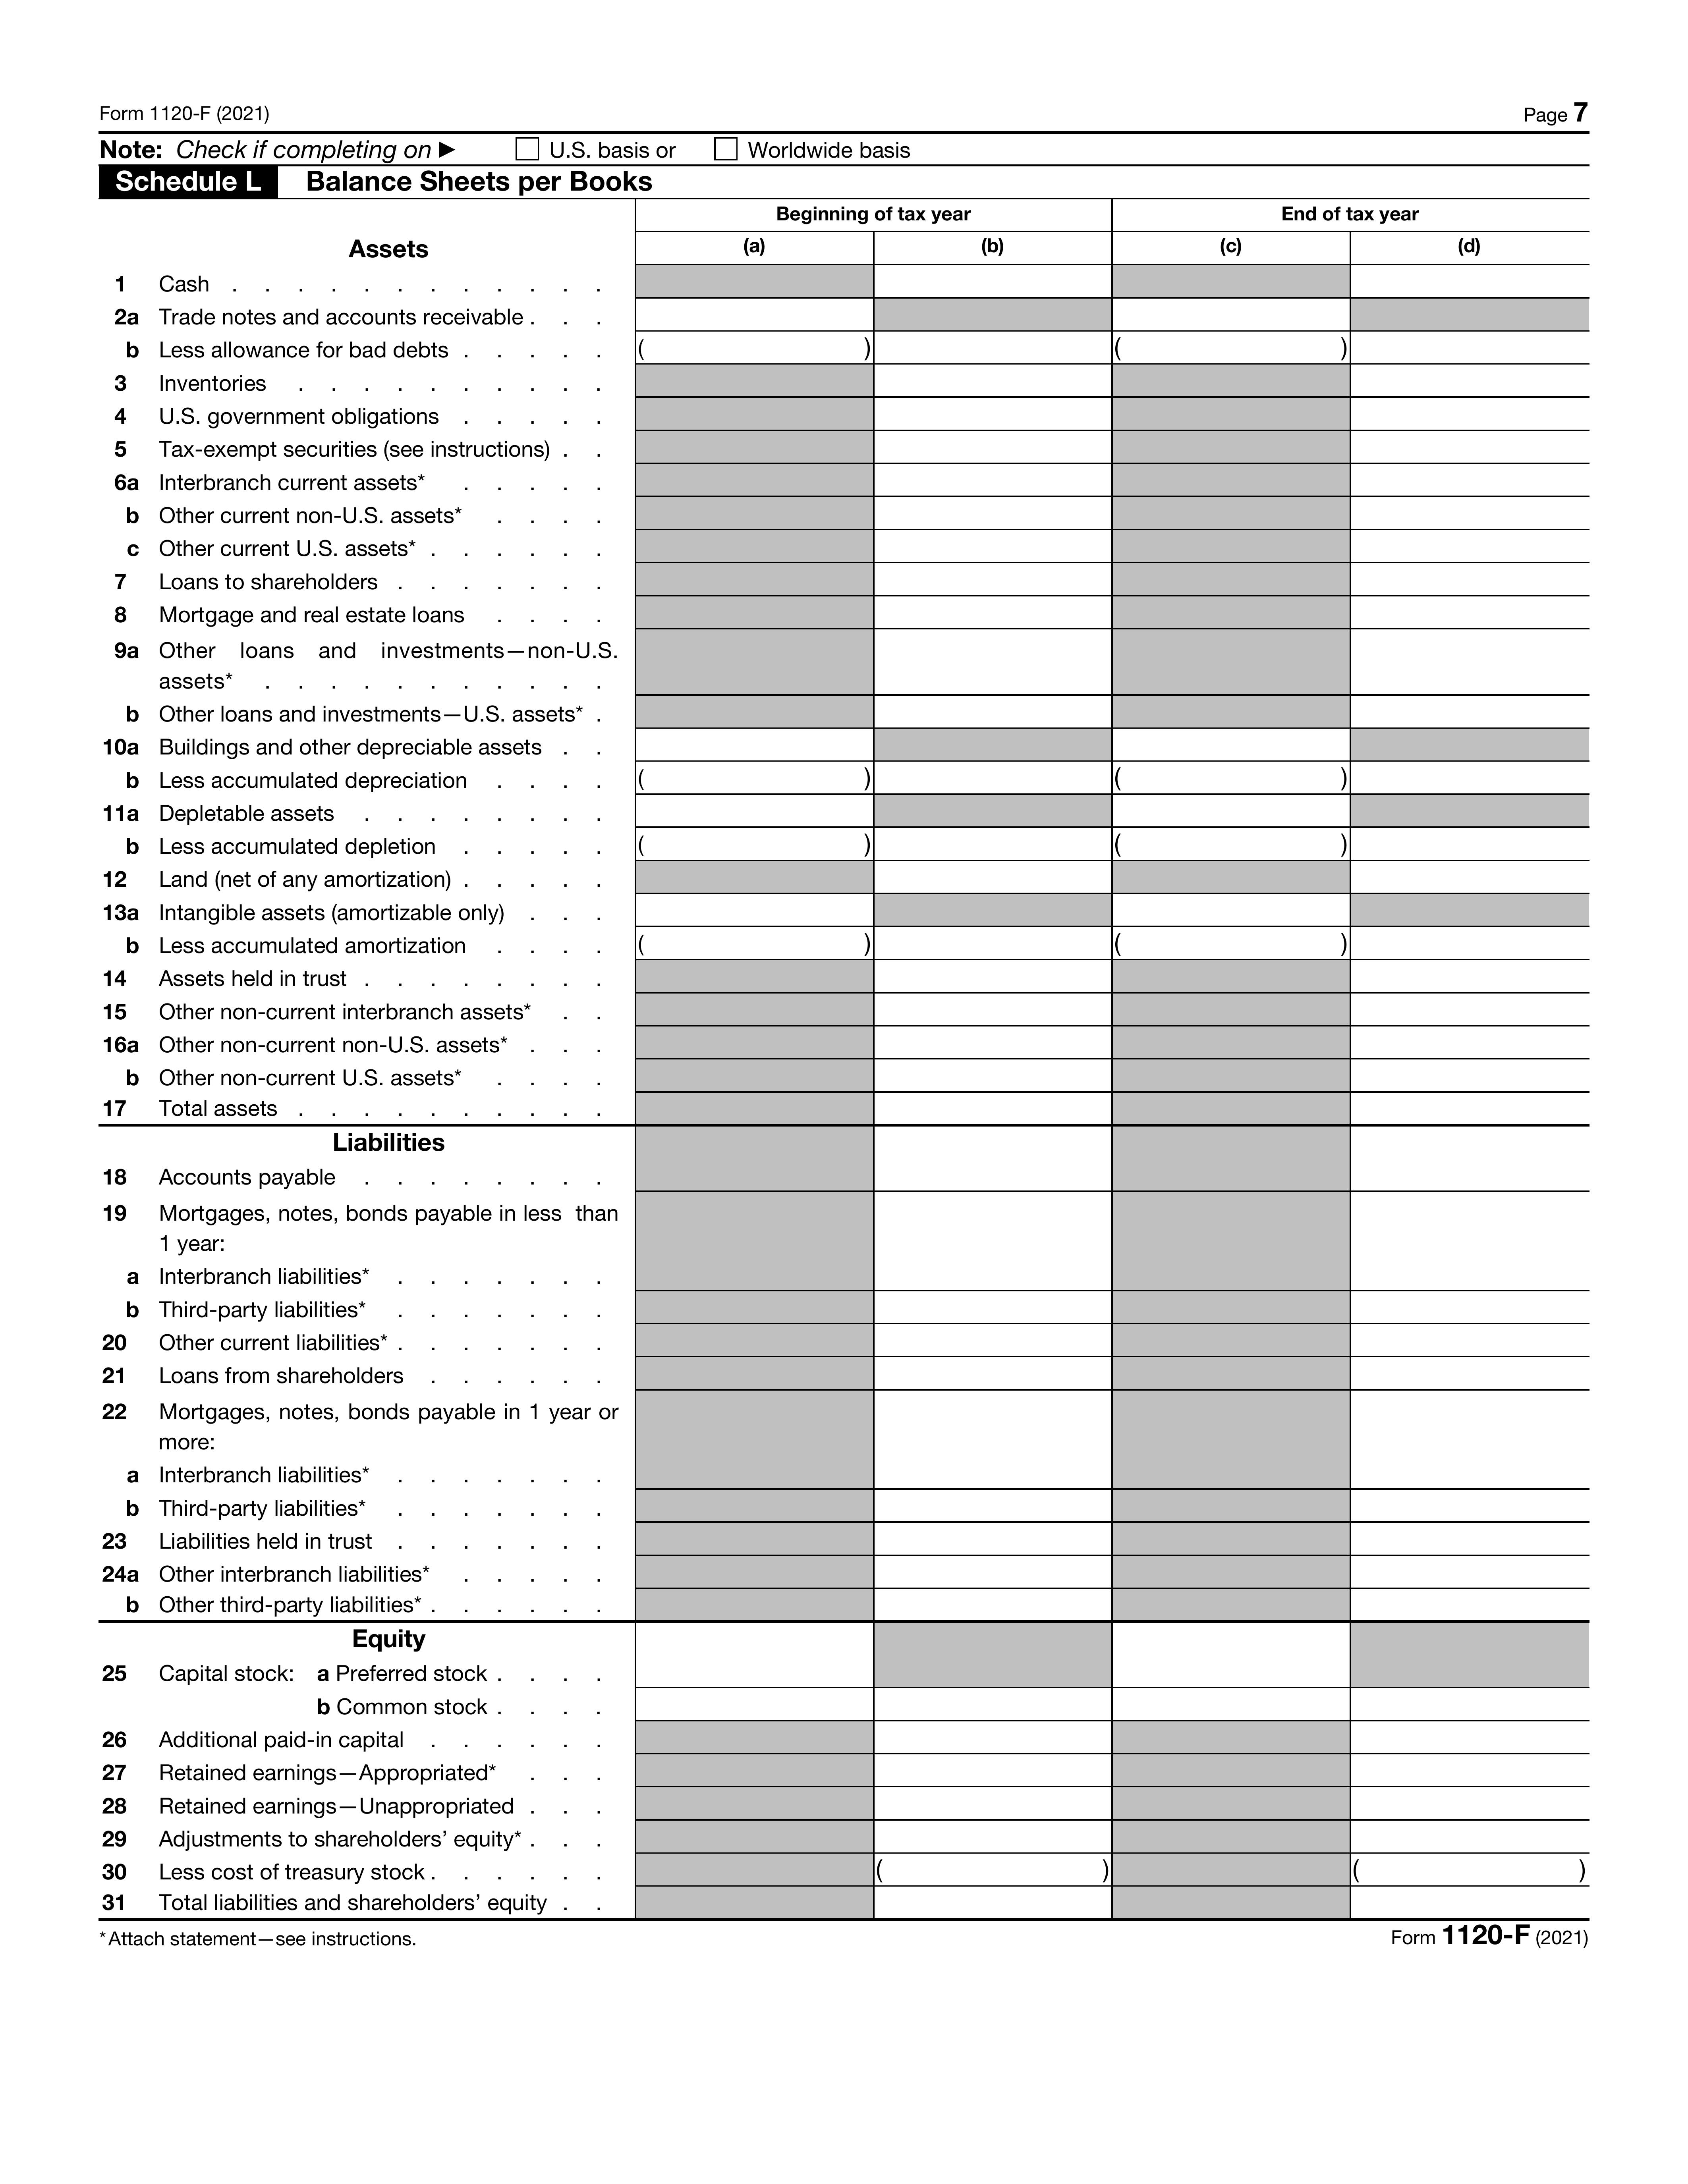 Form 1120-F (2021) Page 7
Note: Check if completing on ► U.S. basis or Worldwide basis
Schedule L Balance Sheets per Books
Beginning of tax year End of tax year
Assets (a) (b) (c) (d)
1 Cash . . . . . . . . . . . .
2a Trade notes and accounts receivable . . .
b Less allowance for bad debts . . . . . ( ) ( )
3 Inventories . . . . . . . . . .
4 U.S. government obligations . . . . .
5 Tax-exempt securities (see instructions) . .
6a Interbranch current assets* . . . . .
b Other current non-U.S. assets* . . . .
c Other current U.S. assets* . . . . . .
7 Loans to shareholders . . . . . . .
8 Mortgage and real estate loans . . . .
9a Other loans and investments—non-U.S.
assets* . . . . . . . . . . .
b Other loans and investments—U.S. assets* .
10a Buildings and other depreciable assets . .
b Less accumulated depreciation . . . . ( ) ( )
11a Depletable assets . . . . . . . .
b Less accumulated depletion . . . . . ( ) ( )
12 Land (net of any amortization) . . . . .
13a Intangible assets (amortizable only) . . .
b Less accumulated amortization . . . . ( ) ( )
14 Assets held in trust . . . . . . . .
15 Other non-current interbranch assets* . .
16a Other non-current non-U.S. assets* . . .
b Other non-current U.S. assets* . . . .
17 Total assets . . . . . . . . . .
Liabilities
18 Accounts payable . . . . . . . .
19 Mortgages, notes, bonds payable in less than
1 year:
a Interbranch liabilities* . . . . . . .
b Third-party liabilities* . . . . . . .
20 Other current liabilities* . . . . . . .
21 Loans from shareholders . . . . . .
22 Mortgages, notes, bonds payable in 1 year or
more:
a Interbranch liabilities* . . . . . . .
b Third-party liabilities* . . . . . . .
23 Liabilities held in trust . . . . . . .
24a Other interbranch liabilities* . . . . .
b Other third-party liabilities* . . . . . .
Equity
25 Capital stock: a Preferred stock . . . .
b Common stock . . . .
26 Additional paid-in capital . . . . . .
27 Retained earnings—Appropriated* . . .
28 Retained earnings—Unappropriated . . .
29 Adjustments to shareholders’ equity* . . .
30 Less cost of treasury stock . . . . . . ( ) ( )
31 Total liabilities and shareholders’ equity . .
*Attach statement—see instructions. Form 1120-F (2021)